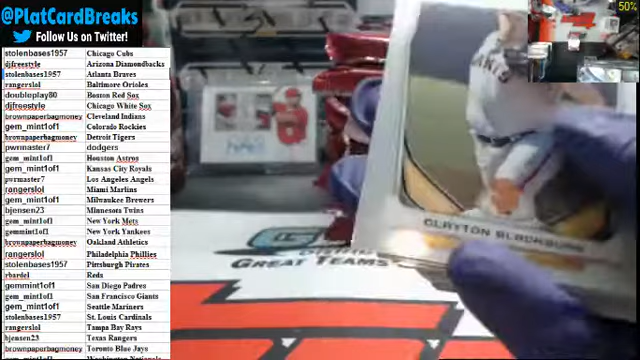 @PlatCardBreaks
Follow Us on Twitter!
50%
stolenbases1957 Chicago Cubs
djfreestyle Arizona Diamondbacks
stolenbases1957 Atlanta Braves
rangerslol Baltimore Orioles
doubleplay80 Boston Red Sox
djfreestyle Chicago White Sox
brownpaperbagmoney Cleveland Indians
gem_mint1of1 Colorado Rockies
brownpaperbagmoney Detroit Tigers
pwnmaster7 dodgers
gem_mint1of1 Houston Astros
gem_mint1of1 Kansas City Royals
pwrmaster7 Los Angeles Angels
rangerslol Miami Marlins
gem_mint1of1 Milwaukee Brewers
bjensen23 Minnesota Twins
gem_mint1of1 New York Mets
gemmint1of1 New York Yankees
brownpaperbagmoney Oakland Athletics
rangerslol Philadelphia Phillies
stolenbases1957 Pittsburgh Pirates
rbardel Reds
gemmint1of1 San Diego Padres
gem_mint1of1 San Francisco Giants
gem_mint1of1 Seattle Mariners
stolenbases1957 St. Louis Cardinals
rangerslol Tampa Bay Rays
bjensen23 Texas Rangers
brownpaperbagmoney Toronto Blue Jays
gem_mint1of1 Washington Nationals
CLAYTON BLACKBURN
GREAT TEAMS